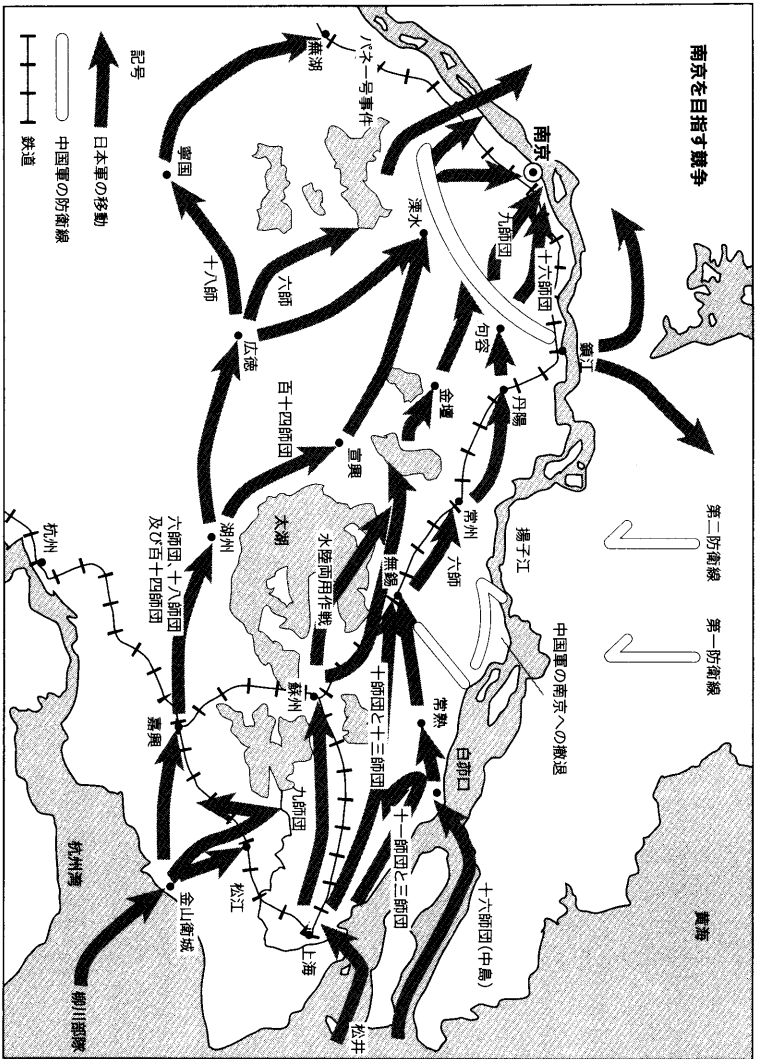 南京を目指す競争
記号
日本軍の移動
中国軍の防衛線
鉄道
蕪湖
パネー号事件
南京
寧国
溧水
九師団
十六師団
十八師
六師
広徳
句容
鎮江
金壇
丹陽
百十四師団
宣興
常州
揚子江
第二防衛線
第一防衛線
湖州
太湖
水陸両用作戦
無錫
六師
中国軍の南京への撤退
六師団、十八師団
及び百十四師団
杭州
蘇州
十師団と十三師団
常熟
白茆口
嘉興
九師団
十一師団と三師団
十六師団(中島)
松江
上海
金山衛城
杭州湾
黄海
柳川部隊
松井